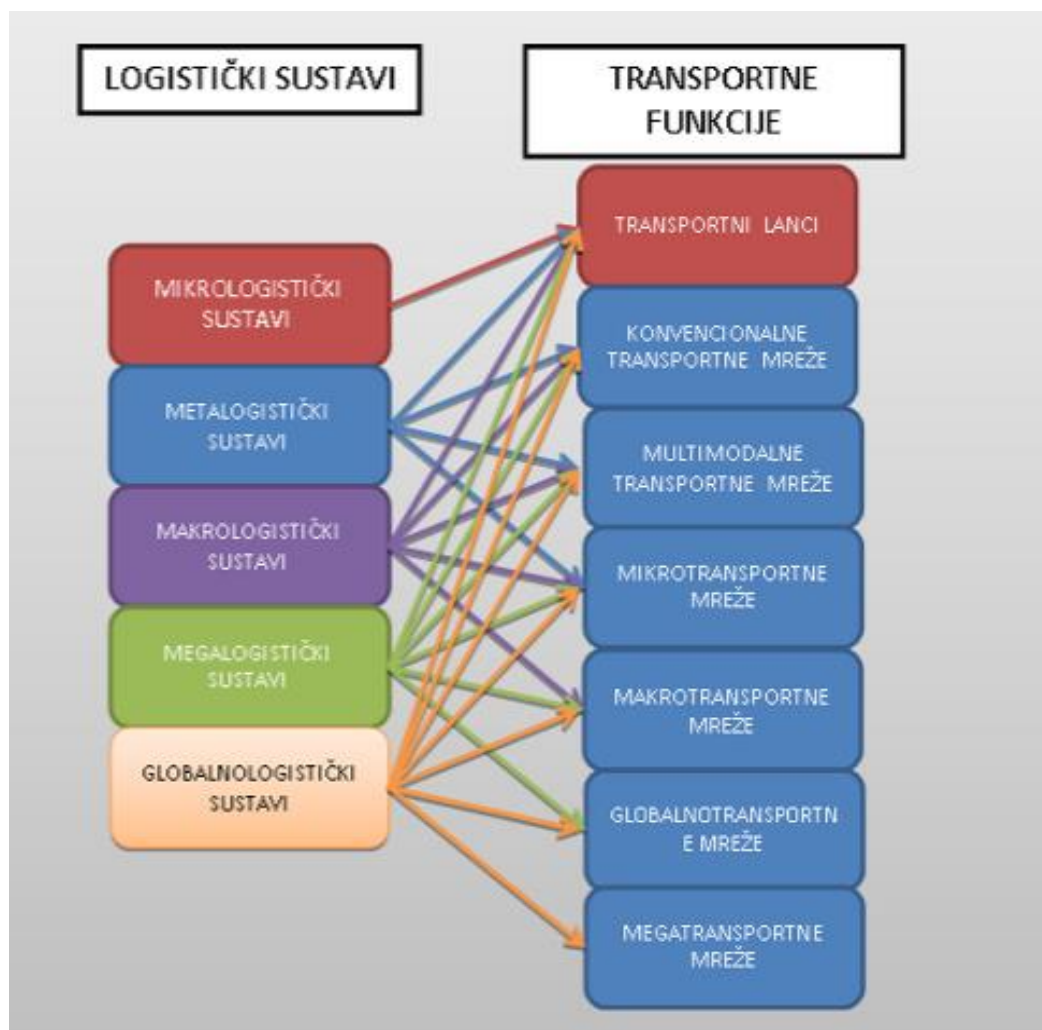 LOGISTIČKI SUSTAVI
MIKROLOGISTIČKI
SUSTAVI
METALOGISTIČKI
SUSTAVI
MAKROLOGISTIČKI
SUSTAVI
MEGALOGISTIČKI
SUSTAVI
GLOBALNOLOGISTIČKI
SUSTAVI
TRANSPORTNE
FUNKCIJE
TRANSPORTNI LANCI
KONVENCIONALNE
TRANSPORTNE MREŽE
MULTIMODALNE
TRANSPORTNE MREŽE
MIKROTRANSPORTNE
MREŽE
MAKROTRANSPORTNE
MREŽE
GLOBALNOTRANSPORTN
E MREŽE
MEGATRANSPORTNE
MREŽE